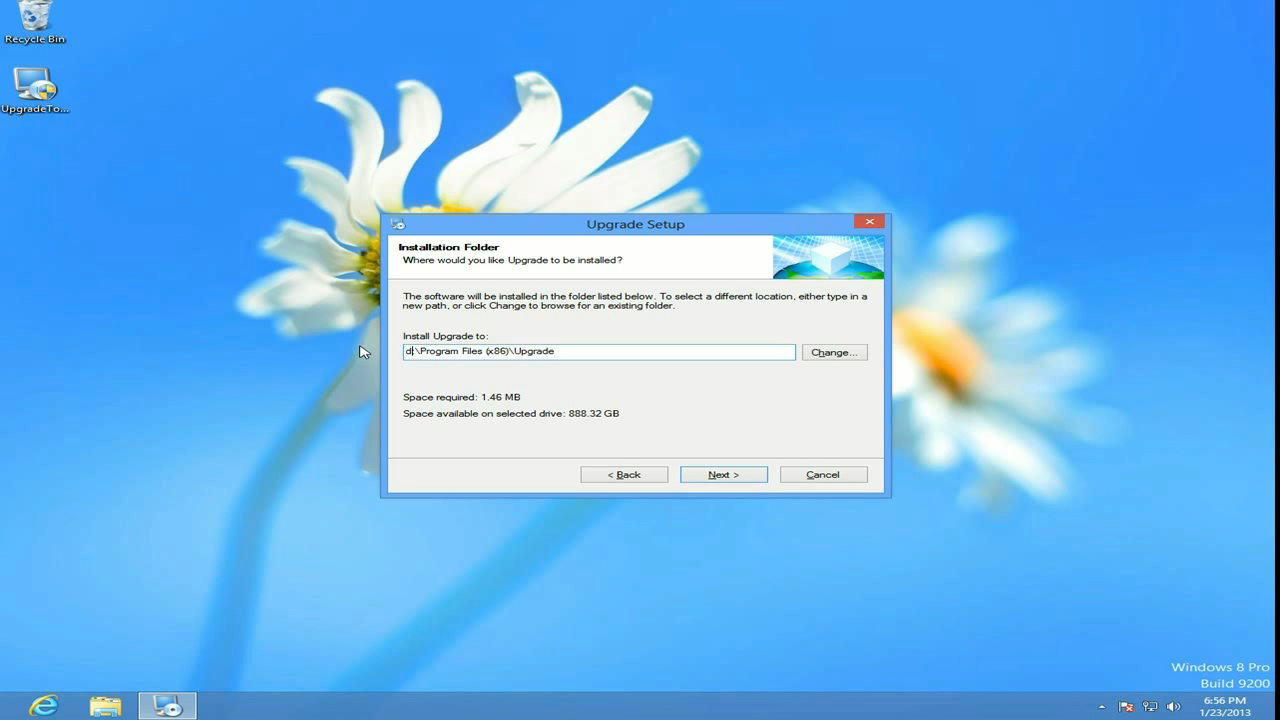 Recycle Bin
UpgradeTo...
Upgrade Setup
Installation Folder
Where would you like Upgrade to be installed?
The software will be installed in the folder listed below. To select a different location, either type in a
new path, or click Change to browse for an existing folder.
Install Upgrade to:
d:\Program Files (x86)\Upgrade
Change...
Space required: 1.46 MB
Space available on selected drive: 888.32 GB
< Back
Next >
Cancel
Windows 8 Pro
Build 9200
6:56 PM
1/23/2013